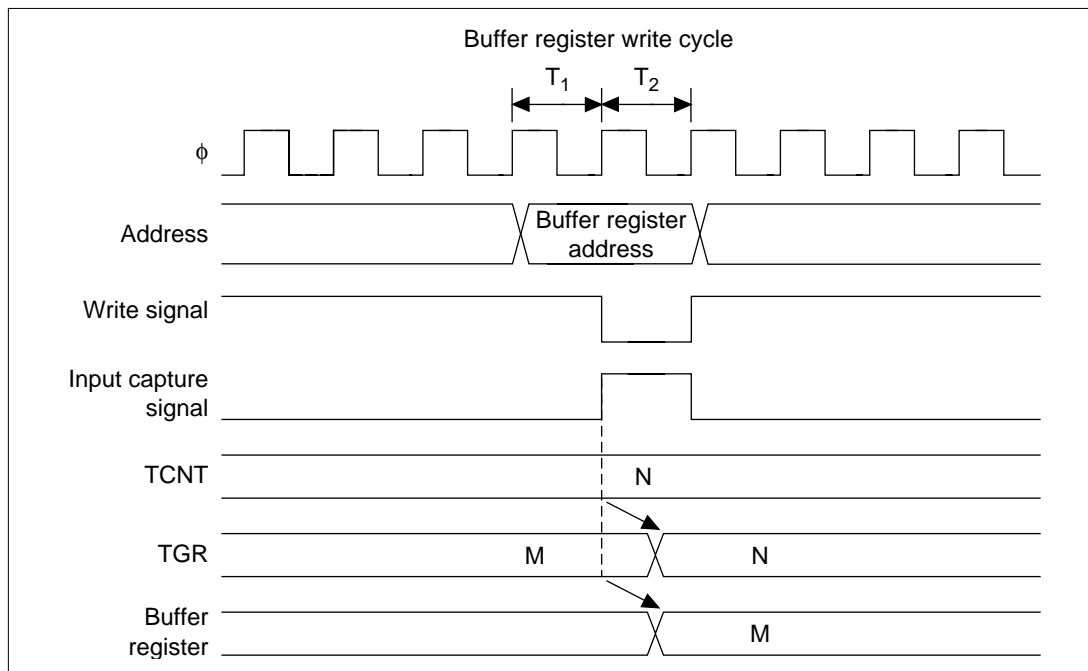 Buffer register write cycle
T₁ T₂
ϕ
Address
Buffer register
address
Write signal
Input capture
signal
TCNT
N
TGR
M N
Buffer
register
M